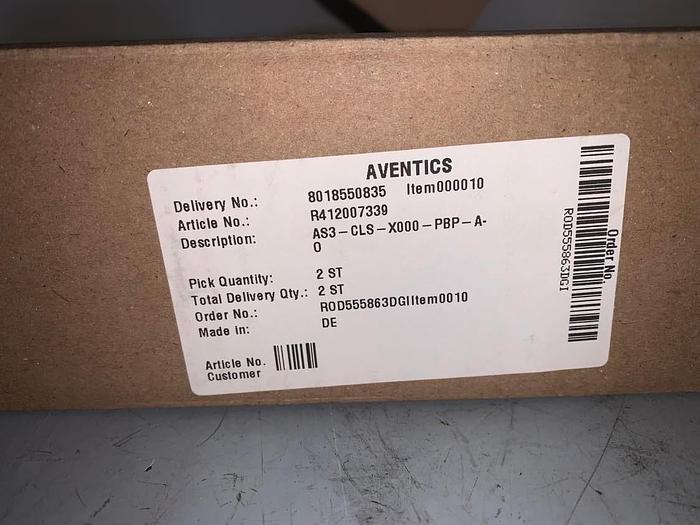 AVENTICS
Delivery No.: 8018550835 Item000010
Article No.: R412007339
Description: AS3-CLS-X000-PBP-A-
0
Pick Quantity: 2 ST
Total Delivery Qty.: 2 ST
Order No.: ROD555863DGIItem0010
Made in: DE
Article No.
Customer
Order No.
ROD555863DGI